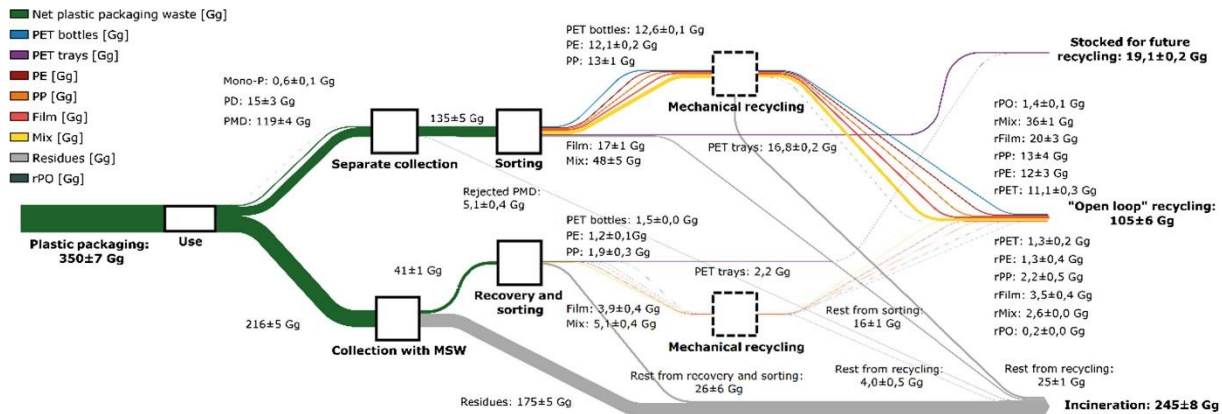 Net plastic packaging waste [Gg]
PET bottles [Gg]
PET trays [Gg]
PE [Gg]
PP [Gg]
Film [Gg]
Mix [Gg]
Residues [Gg]
rPO [Gg]
Mono-P: 0,6±0,1 Gg
PD: 15±3 Gg
PMD: 119±4 Gg
Separate collection
135±5 Gg
Sorting
PET bottles: 12,6±0,1 Gg
PE: 12,1±0,2 Gg
PP: 13±1 Gg
Mechanical recycling
Film: 17±1 Gg
Mix: 48±5 Gg
PET trays: 16,8±0,2 Gg
Stocked for future
recycling: 19,1±0,2 Gg
rPO: 1,4±0,1 Gg
rMix: 36±1 Gg
rFilm: 20±3 Gg
rPP: 13±4 Gg
rPE: 12±3 Gg
rPET: 11,1±0,3 Gg
"Open loop" recycling:
105±6 Gg
Plastic packaging:
350±7 Gg
Use
Rejected PMD:
5,1±0,4 Gg
PET bottles: 1,5±0,0 Gg
PE: 1,2±0,1Gg
PP: 1,9±0,3 Gg
41±1 Gg
Recovery and
sorting
PET trays: 2,2 Gg
Film: 3,9±0,4 Gg
Mix: 5,1±0,4 Gg
Mechanical recycling
rPET: 1,3±0,2 Gg
rPE: 1,3±0,4 Gg
rPP: 2,2±0,5 Gg
rFilm: 3,5±0,4 Gg
rMix: 2,6±0,0 Gg
rPO: 0,2±0,0 Gg
216±5 Gg
Collection with MSW
Rest from sorting:
16±1 Gg
Residues: 175±5 Gg
Rest from recovery and sorting:
26±6 Gg
Rest from recycling:
4,0±0,5 Gg
Rest from recycling:
25±1 Gg
Incineration: 245±8 Gg